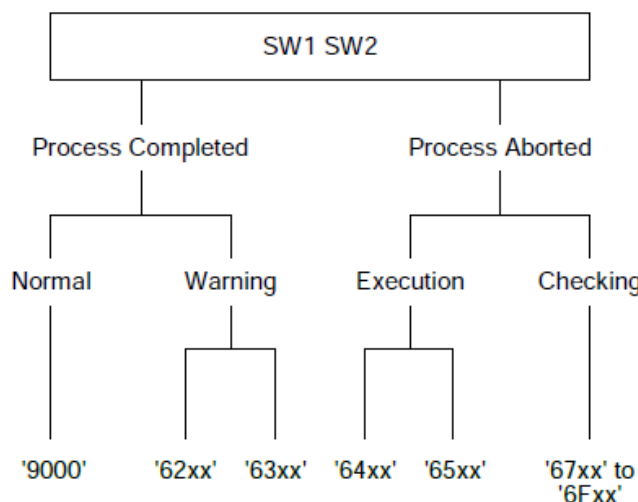 SW1 SW2
Process Completed Process Aborted
Normal Warning Execution Checking
'9000' '62xx' '63xx' '64xx' '65xx' '67xx' to
'6Fxx'